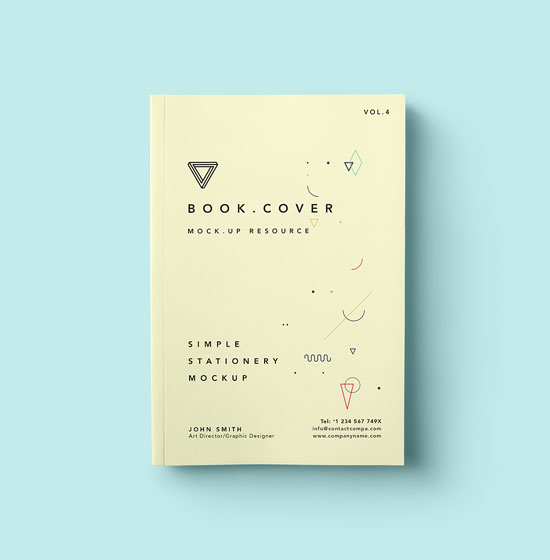 VOL.4
BOOK.COVER
MOCK.UP RESOURCE
SIMPLE
STATIONERY
MOCKUP
JOHN SMITH
Art Director/Graphic Designer
Tel: +1 234 567 749X
info@contactcompa.com
www.companyname.com